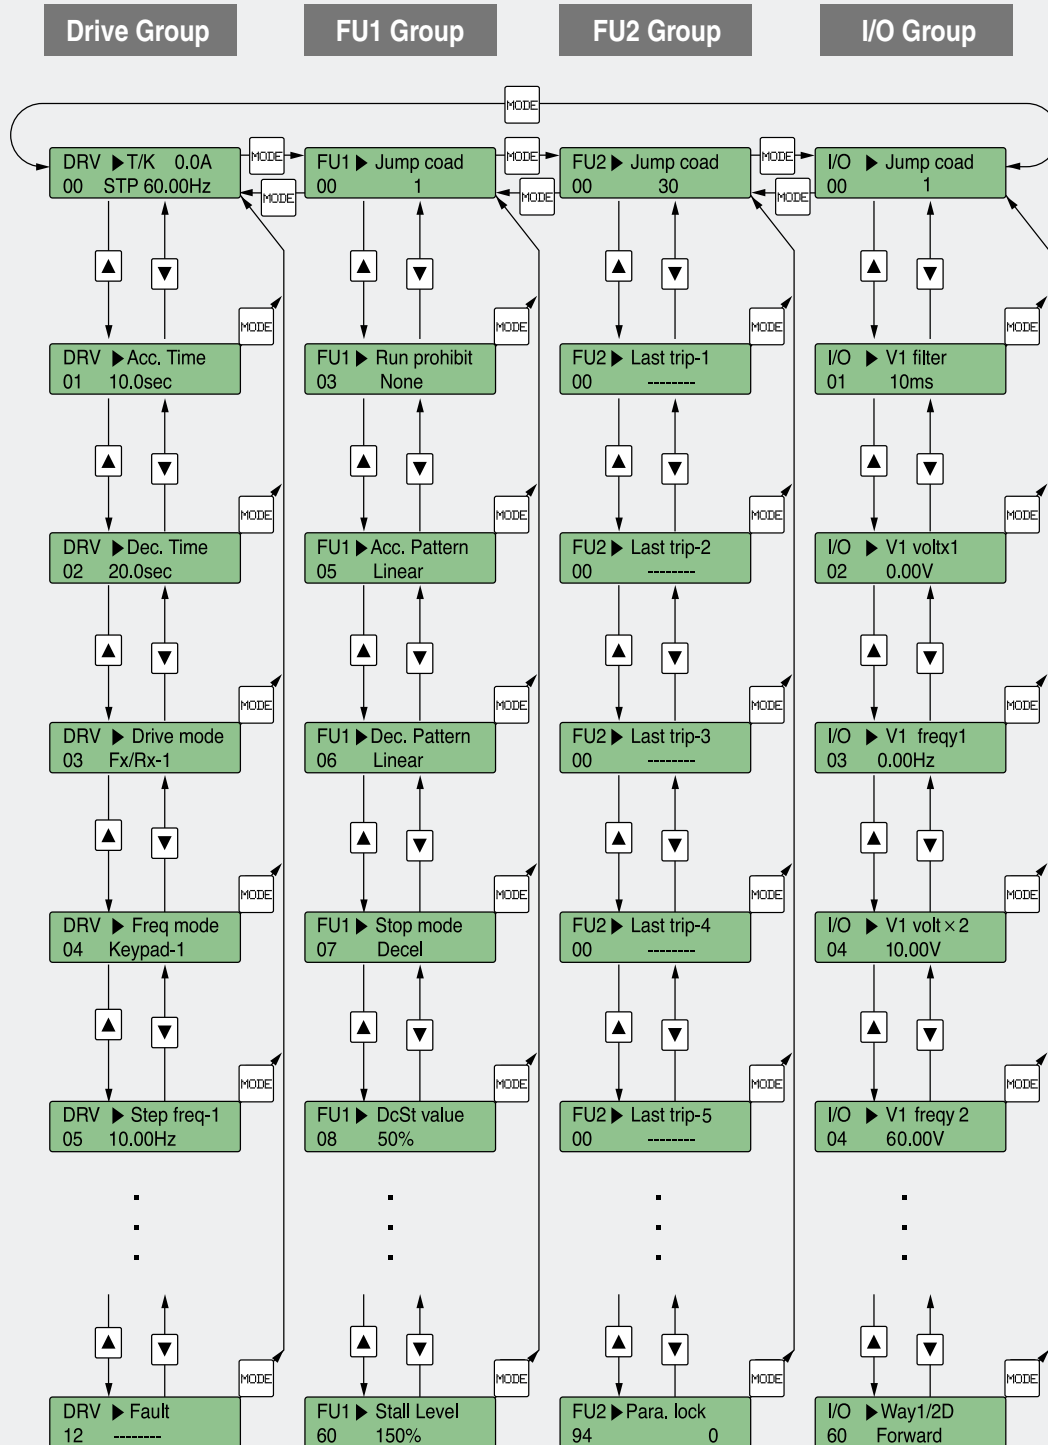 Drive Group
FU1 Group
FU2 Group
I/O Group
MODE
DRV ▶T/K 0.0A
00 STP 60.00Hz
MODE
MODE
FU1▶ Jump coad
00 1
MODE
MODE
FU2▶ Jump coad
00 30
MODE
MODE
I/O ▶ Jump coad
00 1
▲ ▼
▲ ▼
▲ ▼
▲ ▼
MODE
MODE
MODE
MODE
DRV ▶Acc. Time
01 10.0sec
FU1▶ Run prohibit
03 None
FU2▶ Last trip-1
00 --------
I/O ▶ V1 filter
01 10ms
▲ ▼
▲ ▼
▲ ▼
▲ ▼
MODE
MODE
MODE
MODE
DRV ▶Dec. Time
02 20.0sec
FU1▶Acc. Pattern
05 Linear
FU2▶ Last trip-2
00 --------
I/O ▶ V1 voltx1
02 0.00V
▲ ▼
▲ ▼
▲ ▼
▲ ▼
MODE
MODE
MODE
MODE
DRV ▶ Drive mode
03 Fx/Rx-1
FU1▶Dec. Pattern
06 Linear
FU2▶ Last trip-3
00 --------
I/O ▶ V1 freqy1
03 0.00Hz
▲ ▼
▲ ▼
▲ ▼
▲ ▼
MODE
MODE
MODE
MODE
DRV ▶ Freq mode
04 Keypad-1
FU1▶ Stop mode
07 Decel
FU2▶ Last trip-4
00 --------
I/O ▶ V1 volt×2
04 10.00V
▲ ▼
▲ ▼
▲ ▼
▲ ▼
MODE
MODE
MODE
MODE
DRV ▶ Step freq-1
05 10.00Hz
FU1▶ DcSt value
08 50%
FU2▶ Last trip-5
00 --------
I/O ▶ V1 freqy 2
04 60.00V
▲ ▼
▲ ▼
▲ ▼
▲ ▼
MODE
MODE
MODE
MODE
DRV ▶ Fault
12 --------
FU1▶ Stall Level
60 150%
FU2▶Para. lock
94 0
I/O ▶Way1/2D
60 Forward